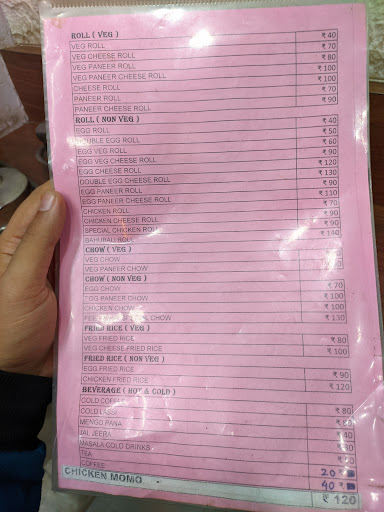 ROLL ( VEG )
VEG ROLL ₹ 40
VEG CHEESE ROLL ₹ 70
VEG PANEER ROLL ₹ 80
VEG PANEER CHEESE ROLL ₹ 100
CHEESE ROLL ₹ 100
PANEER ROLL ₹ 70
PANEER CHEESE ROLL ₹ 90
ROLL ( NON VEG )
EGG ROLL ₹ 40
DOUBLE EGG ROLL ₹ 50
EGG VEG ROLL ₹ 60
EGG VEG CHEESE ROLL ₹ 90
EGG CHEESE ROLL ₹ 120
DOUBLE EGG CHEESE ROLL ₹ 130
EGG PANEER ROLL ₹ 90
EGG PANEER CHEESE ROLL ₹ 110
CHICKEN ROLL ₹ 70
CHICKEN CHEESE ROLL ₹ 90
SPECIAL CHICKEN ROLL ₹ 90
BAHUBALI ROLL ₹ 140
CHOW ( VEG )
VEG CHOW
VEG PANEER CHOW
CHOW ( NON VEG )
EGG CHOW ₹ 70
EGG PANEER CHOW ₹ 100
CHICKEN CHOW ₹ 100
CHOW ₹ 130
FRIED RICE ( VEG )
VEG FRIED RICE ₹ 80
VEG CHEESE FRIED RICE ₹ 100
FRIED RICE ( NON VEG )
EGG FRIED RICE ₹ 90
CHICKEN FRIED RICE ₹ 120
BEVERAGE ( HOT & COLD )
COLD COFFEE ₹ 80
COLD LASSI
MENGO PANA
JAL JEERA
MASALA COLD DRINKS
TEA 20
COFFEE 40
CHICKEN MOMO ₹ 120